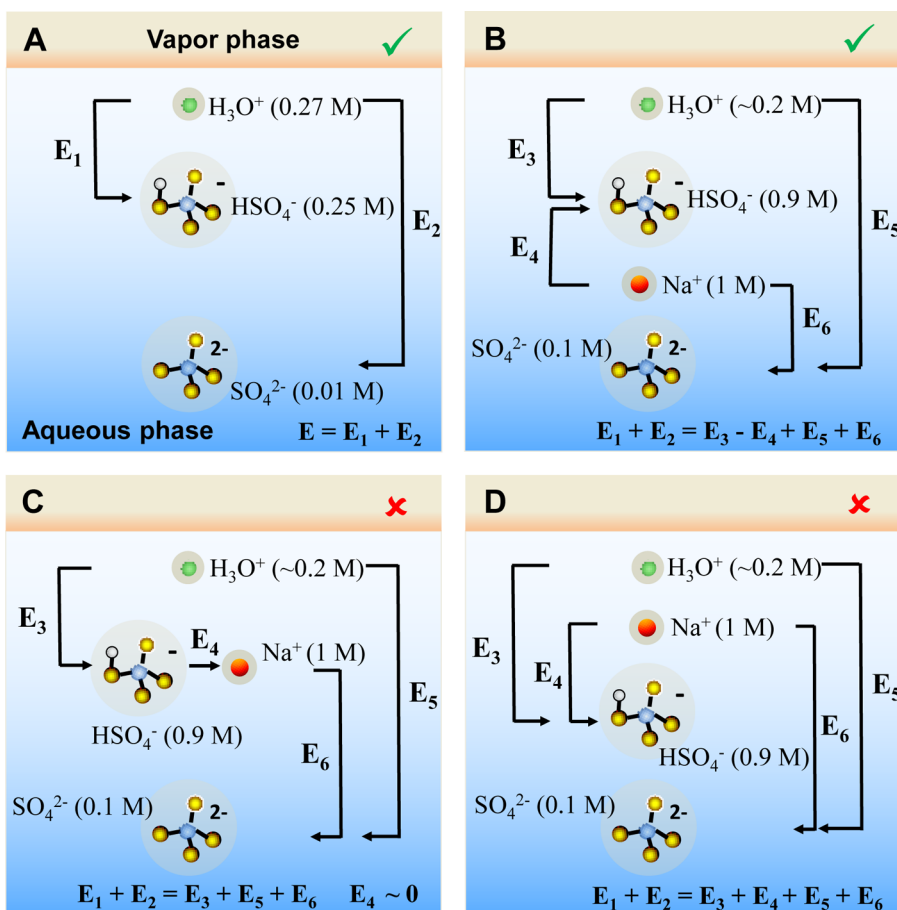 A
Vapor phase
✓
H₃O⁺ (0.27 M)
E₁
-
HSO₄⁻ (0.25 M)
E₂
2-
SO₄²⁻ (0.01 M)
Aqueous phase
E = E₁ + E₂
B
✓
H₃O⁺ (~0.2 M)
E₃
-
HSO₄⁻ (0.9 M)
E₅
E₄
Na⁺ (1 M)
E₆
SO₄²⁻ (0.1 M)
2-
E₁ + E₂ = E₃ - E₄ + E₅ + E₆
C
✘
H₃O⁺ (~0.2 M)
E₃
-
E₄
Na⁺ (1 M)
E₅
HSO₄⁻ (0.9 M)
E₆
SO₄²⁻ (0.1 M)
2-
E₁ + E₂ = E₃ + E₅ + E₆ E₄ ~ 0
D
✘
H₃O⁺ (~0.2 M)
Na⁺ (1 M)
E₃
E₄
E₅
-
E₆
HSO₄⁻ (0.9 M)
SO₄²⁻ (0.1 M)
2-
E₁ + E₂ = E₃ + E₄ + E₅ + E₆